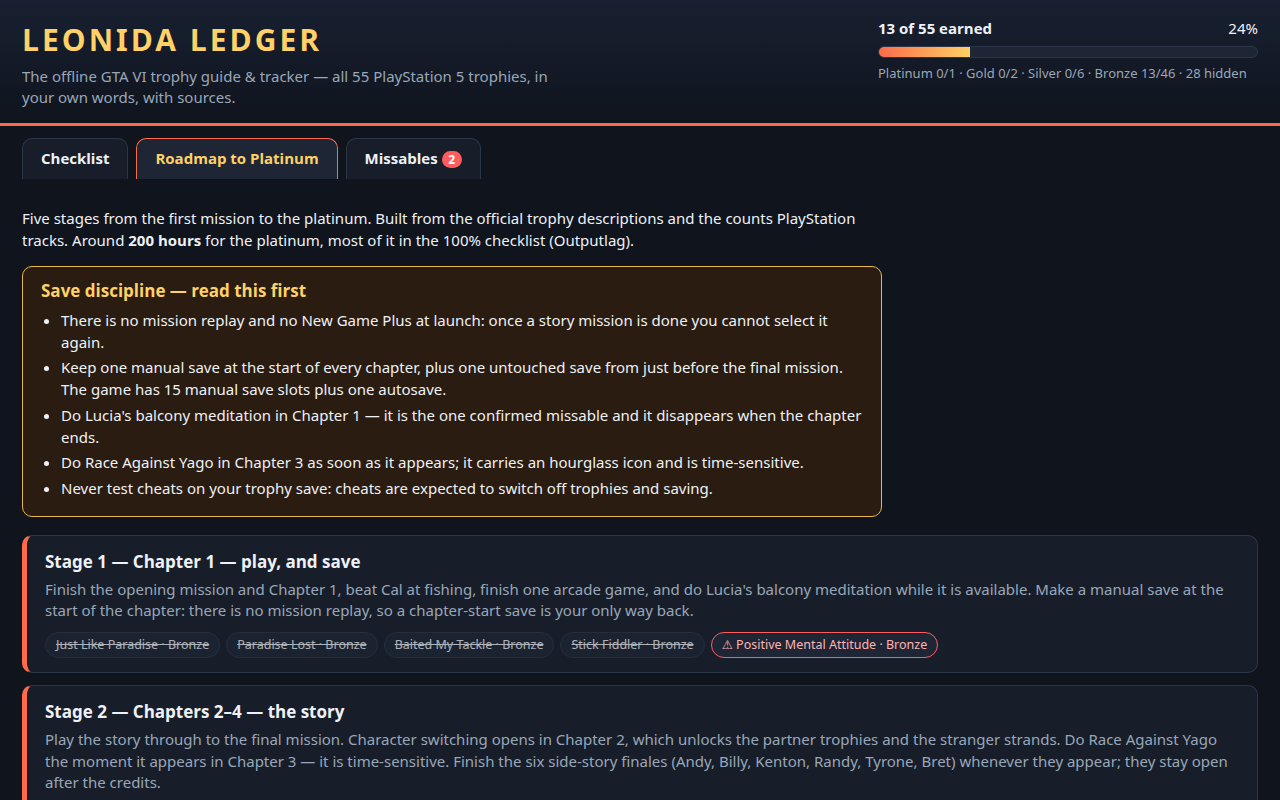 LEONIDA LEDGER
The offline GTA VI trophy guide & tracker — all 55 PlayStation 5 trophies, in
your own words, with sources.
13 of 55 earned 24%
Platinum 0/1 · Gold 0/2 · Silver 0/6 · Bronze 13/46 · 28 hidden
Checklist Roadmap to Platinum Missables 2
Five stages from the first mission to the platinum. Built from the official trophy descriptions and the counts PlayStation
tracks. Around 200 hours for the platinum, most of it in the 100% checklist (Outputlag).
Save discipline — read this first
• There is no mission replay and no New Game Plus at launch: once a story mission is done you cannot select it
again.
• Keep one manual save at the start of every chapter, plus one untouched save from just before the final mission.
The game has 15 manual save slots plus one autosave.
• Do Lucia's balcony meditation in Chapter 1 — it is the one confirmed missable and it disappears when the chapter
ends.
• Do Race Against Yago in Chapter 3 as soon as it appears; it carries an hourglass icon and is time-sensitive.
• Never test cheats on your trophy save: cheats are expected to switch off trophies and saving.
Stage 1 — Chapter 1 — play, and save
Finish the opening mission and Chapter 1, beat Cal at fishing, finish one arcade game, and do Lucia's balcony meditation while it is available. Make a manual save at the
start of the chapter: there is no mission replay, so a chapter-start save is your only way back.
Just Like Paradise · Bronze Paradise Lost · Bronze Baited My Tackle · Bronze Stick Fiddler · Bronze ⚠ Positive Mental Attitude · Bronze
Stage 2 — Chapters 2–4 — the story
Play the story through to the final mission. Character switching opens in Chapter 2, which unlocks the partner trophies and the stranger strands. Do Race Against Yago
the moment it appears in Chapter 3 — it is time-sensitive. Finish the six side-story finales (Andy, Billy, Kenton, Randy, Tyrone, Bret) whenever they appear; they stay open
after the credits.